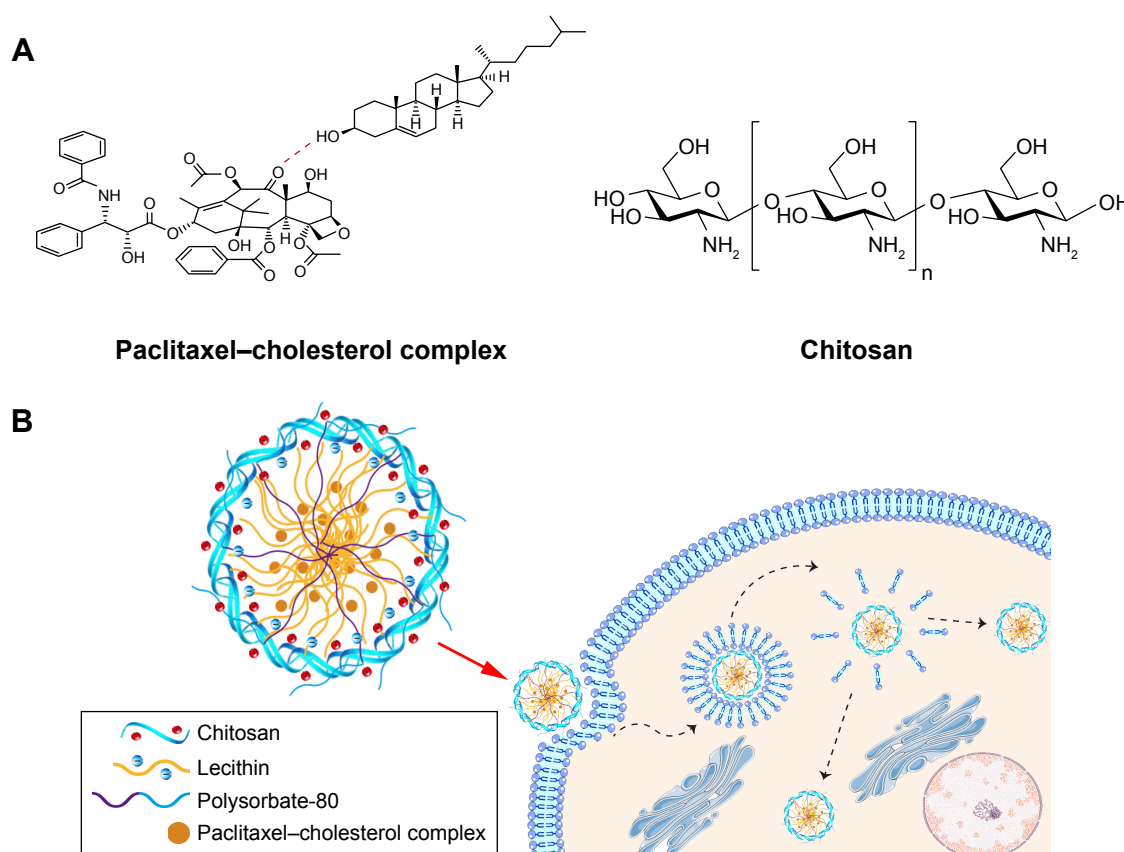 A
H
H
H
H
HO
O
O
O
O
OH
O
NH
O
O
OH
O
H
OH
O
O
O
O
O
OH
OH
OH
HO
HO
O
NH2
O
HO
O
NH2
O
HO
O
NH2
OH
n
Paclitaxel–cholesterol complex
Chitosan
B
Chitosan
Lecithin
Polysorbate-80
Paclitaxel–cholesterol complex